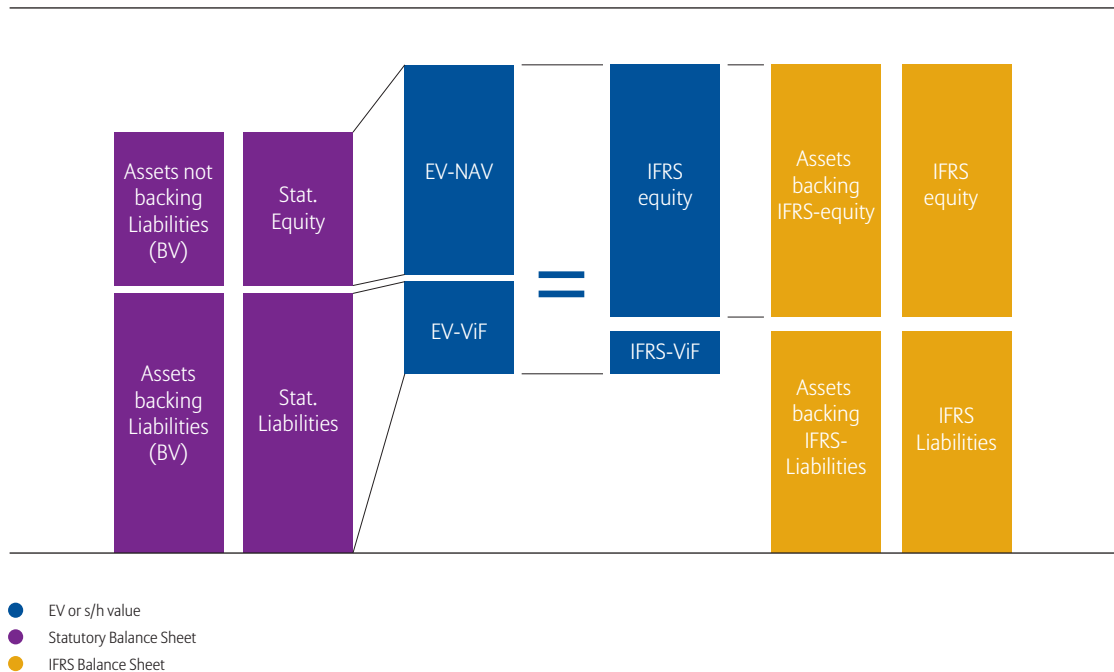 Assets not
backing
Liabilities
(BV)
Stat.
Equity
EV-NAV
IFRS
equity
Assets
backing
IFRS-equity
IFRS
equity
=
EV-ViF
IFRS-ViF
Assets
backing
Liabilities
(BV)
Stat.
Liabilities
Assets
backing
IFRS-
Liabilities
IFRS
Liabilities
EV or s/h value
Statutory Balance Sheet
IFRS Balance Sheet